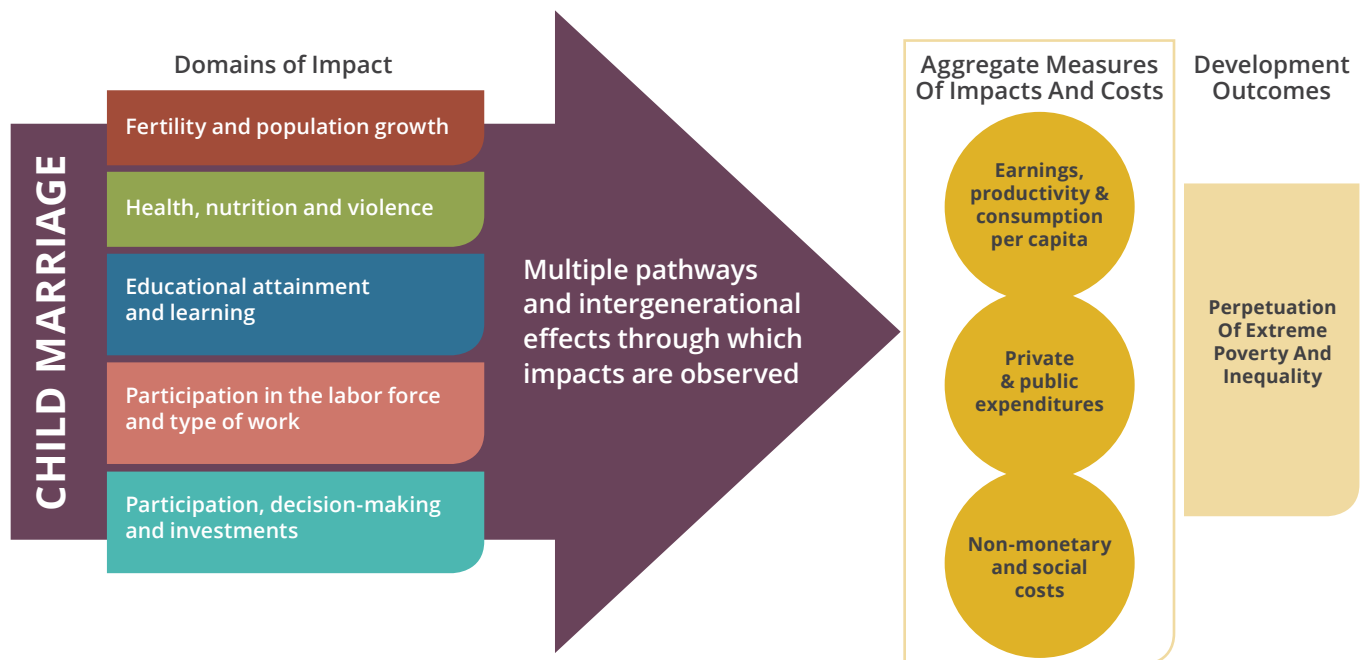 Domains of Impact
CHILD MARRIAGE
Fertility and population growth
Health, nutrition and violence
Educational attainment
and learning
Participation in the labor force
and type of work
Participation, decision-making
and investments
Multiple pathways
and intergenerational
effects through which
impacts are observed
Aggregate Measures
Of Impacts And Costs
Earnings,
productivity &
consumption
per capita
Private
& public
expenditures
Non-monetary
and social
costs
Development
Outcomes
Perpetuation
Of Extreme
Poverty And
Inequality